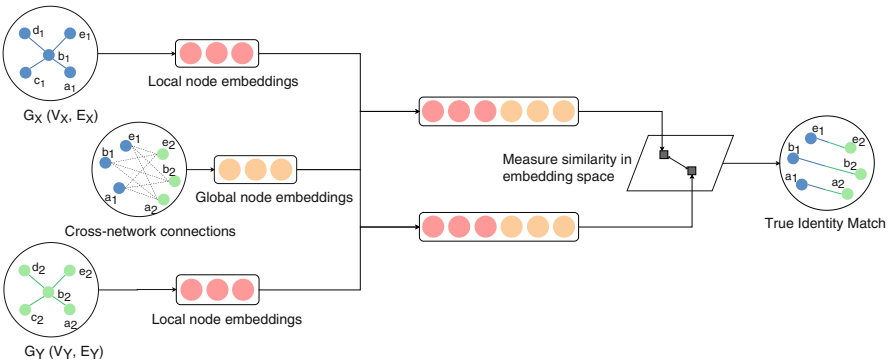 d1
e1
b1
c1
a1
GX (VX, EX)
Local node embeddings
e1
e2
b1
b2
a1
a2
Cross-network connections
Global node embeddings
d2
e2
b2
c2
a2
GY (VY, EY)
Local node embeddings
Measure similarity in
embedding space
e1
e2
b1
b2
a1
a2
True Identity Match